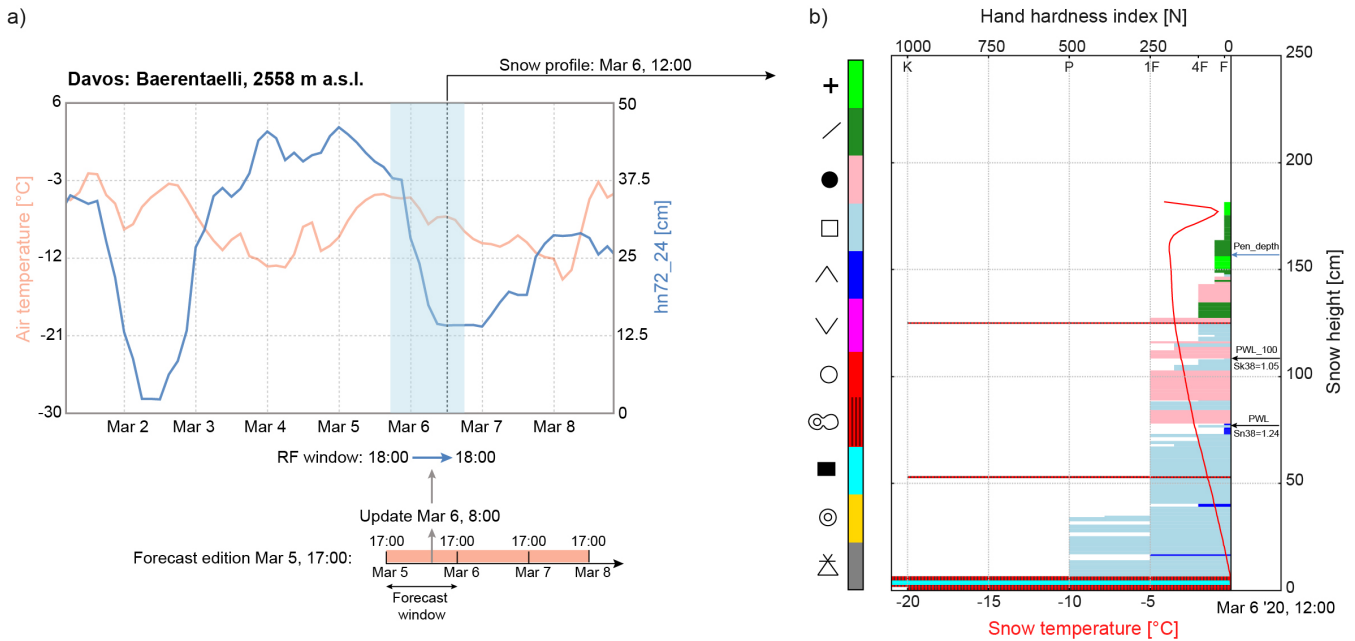 a)
Davos: Baerentaelli, 2558 m a.s.l.
Snow profile: Mar 6, 12:00
6
-3
-12
-21
-30
Air temperature [°C]
50
37.5
25
12.5
0
hn72_24 [cm]
Mar 2 Mar 3 Mar 4 Mar 5 Mar 6 Mar 7 Mar 8
RF window: 18:00 18:00
Update Mar 6, 8:00
17:00 17:00 17:00 17:00
Forecast edition Mar 5, 17:00:
Mar 5 Mar 6 Mar 7 Mar 8
Forecast
window
b)
Hand hardness index [N]
1000 750 500 250 100 0
K P 1F 4F F
250
200
150
100
50
0
Snow height [cm]
Pen_depth
PWL_100
Sk38=1.05
PWL
Sn38=1.24
-20 -15 -10 -5 Mar 6 '20, 12:00
Snow temperature [°C]